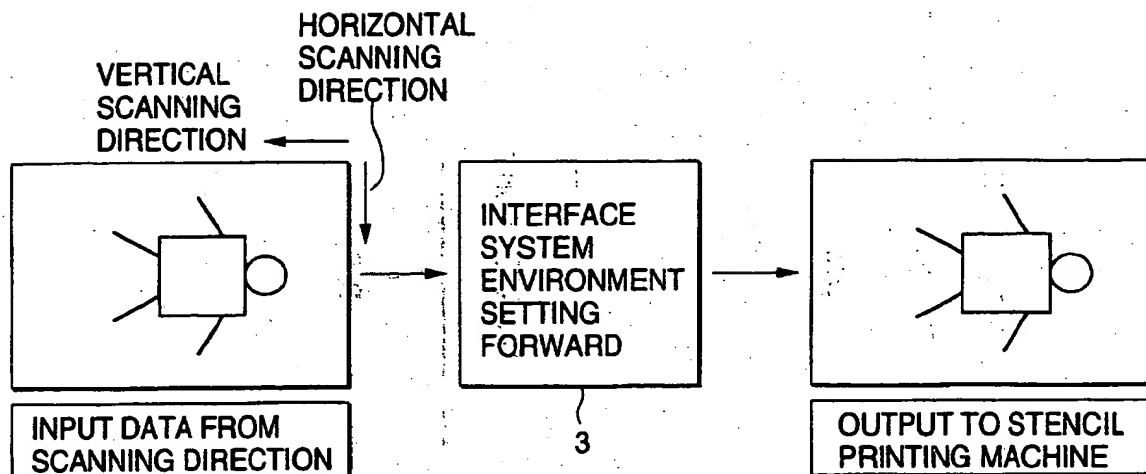 HORIZONTAL
SCANNING
DIRECTION
VERTICAL
SCANNING
DIRECTION
INTERFACE
SYSTEM
ENVIRONMENT
SETTING
FORWARD
3
INPUT DATA FROM
SCANNING DIRECTION
OUTPUT TO STENCIL
PRINTING MACHINE